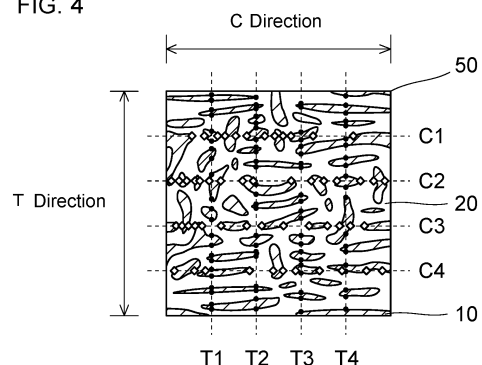 FIG. 4
C Direction
50
C1
T Direction
C2
20
C3
C4
10
T1 T2 T3 T4